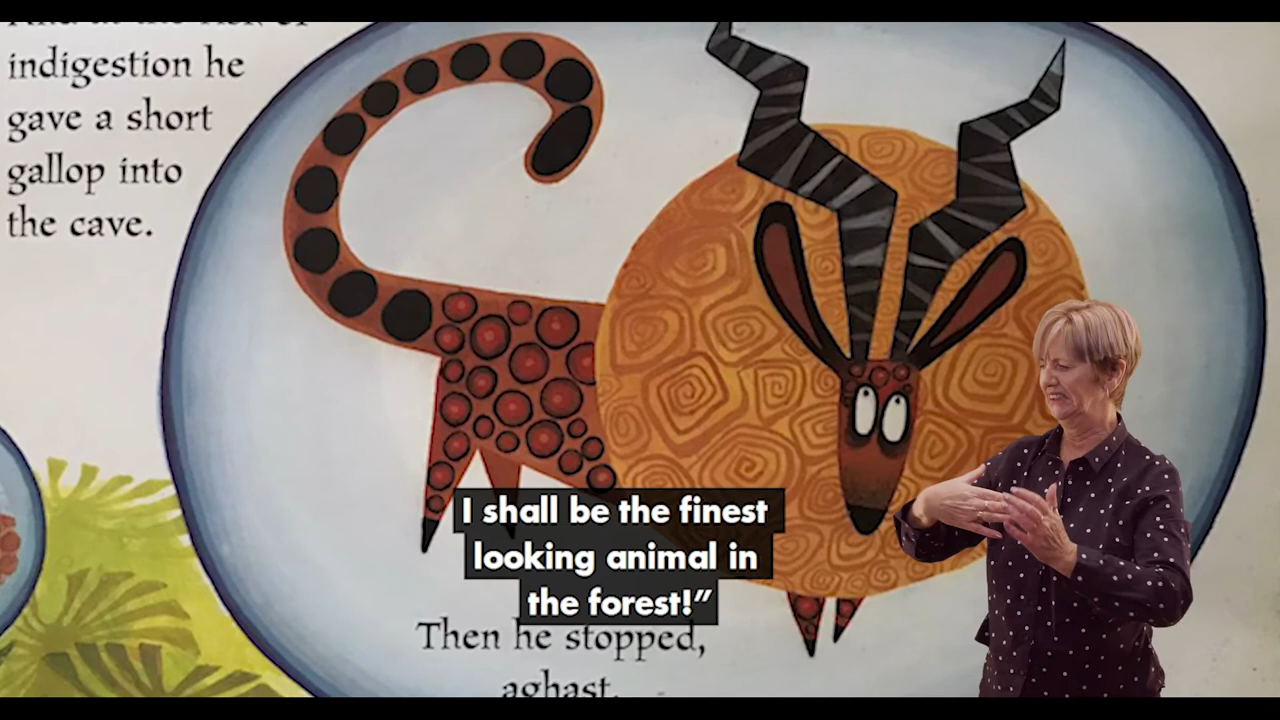 indigestion he
gave a short
gallop into
the cave.
I shall be the finest
looking animal in
the forest!”
Then he stopped,
aghast.